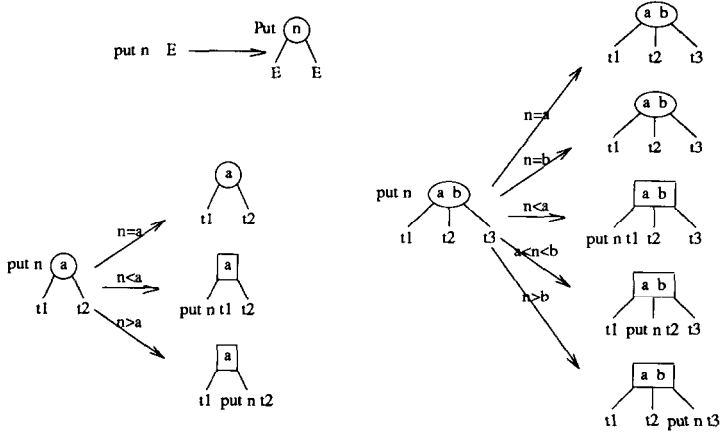 Put n
put n E
E E
a
t1 t2
n=a
put n a
t1 t2
n<a
a
put n t1 t2
n>a
a
t1 put n t2
a b
t1 t2 t3
n=a
a b
t1 t2 t3
n=b
put n a b
t1 t2 t3
n<a
a b
put n t1 t2 t3
a<n<b
a b
t1 put n t2 t3
n>b
a b
t1 t2 put n t3